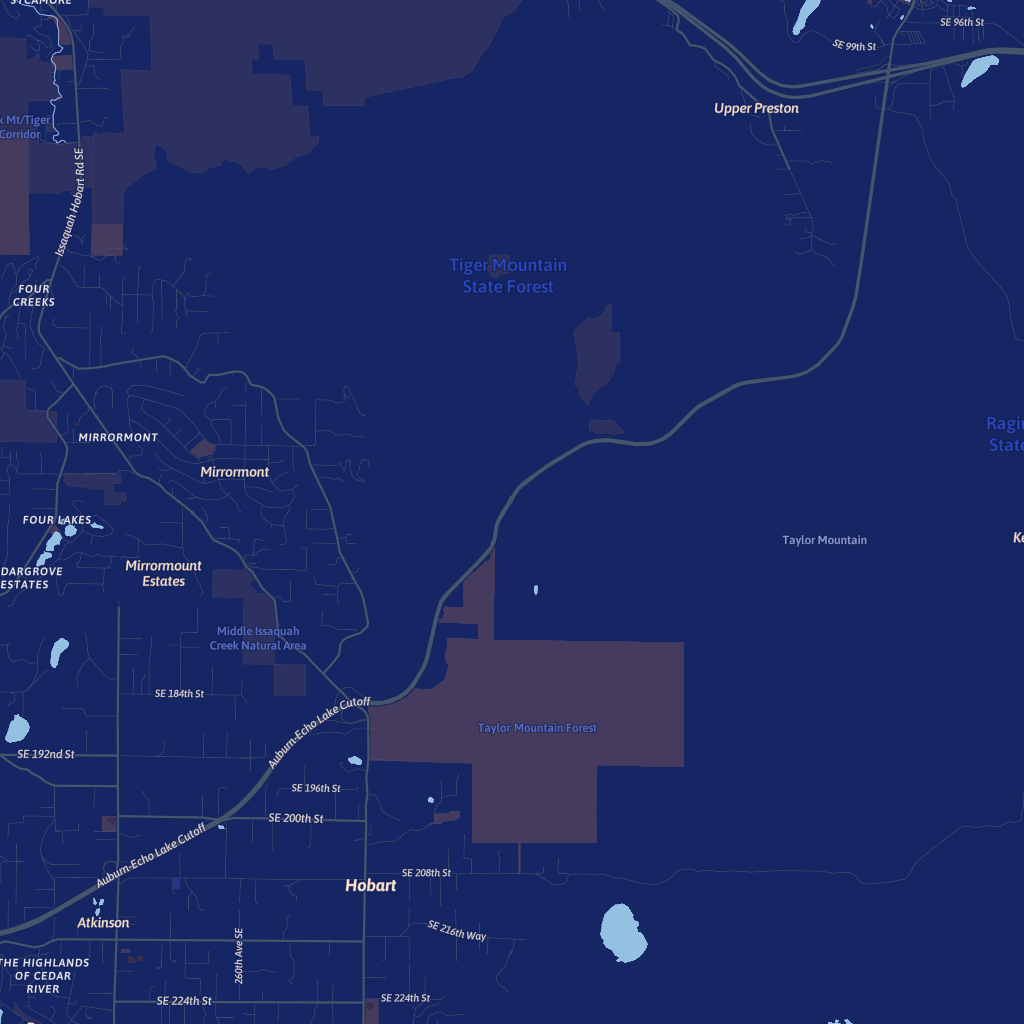 SYCAMORE
SE 96th St
SE 99th St
Upper Preston
k Mt/Tiger
Corridor
Issaquah Hobart Rd SE
Tiger Mountain
State Forest
FOUR
CREEKS
MIRRORMONT
Mirrormont
FOUR LAKES
DARGROVE
ESTATES
Mirrormount
Estates
Taylor Mountain
Middle Issaquah
Creek Natural Area
SE 184th St
Auburn-Echo Lake Cutoff
Taylor Mountain Forest
SE 192nd St
SE 196th St
SE 200th St
Auburn-Echo Lake Cutoff
SE 208th St
Hobart
Atkinson
SE 216th Way
260th Ave SE
THE HIGHLANDS
OF CEDAR
RIVER
SE 224th St
SE 224th St
Ragin
State
Ke